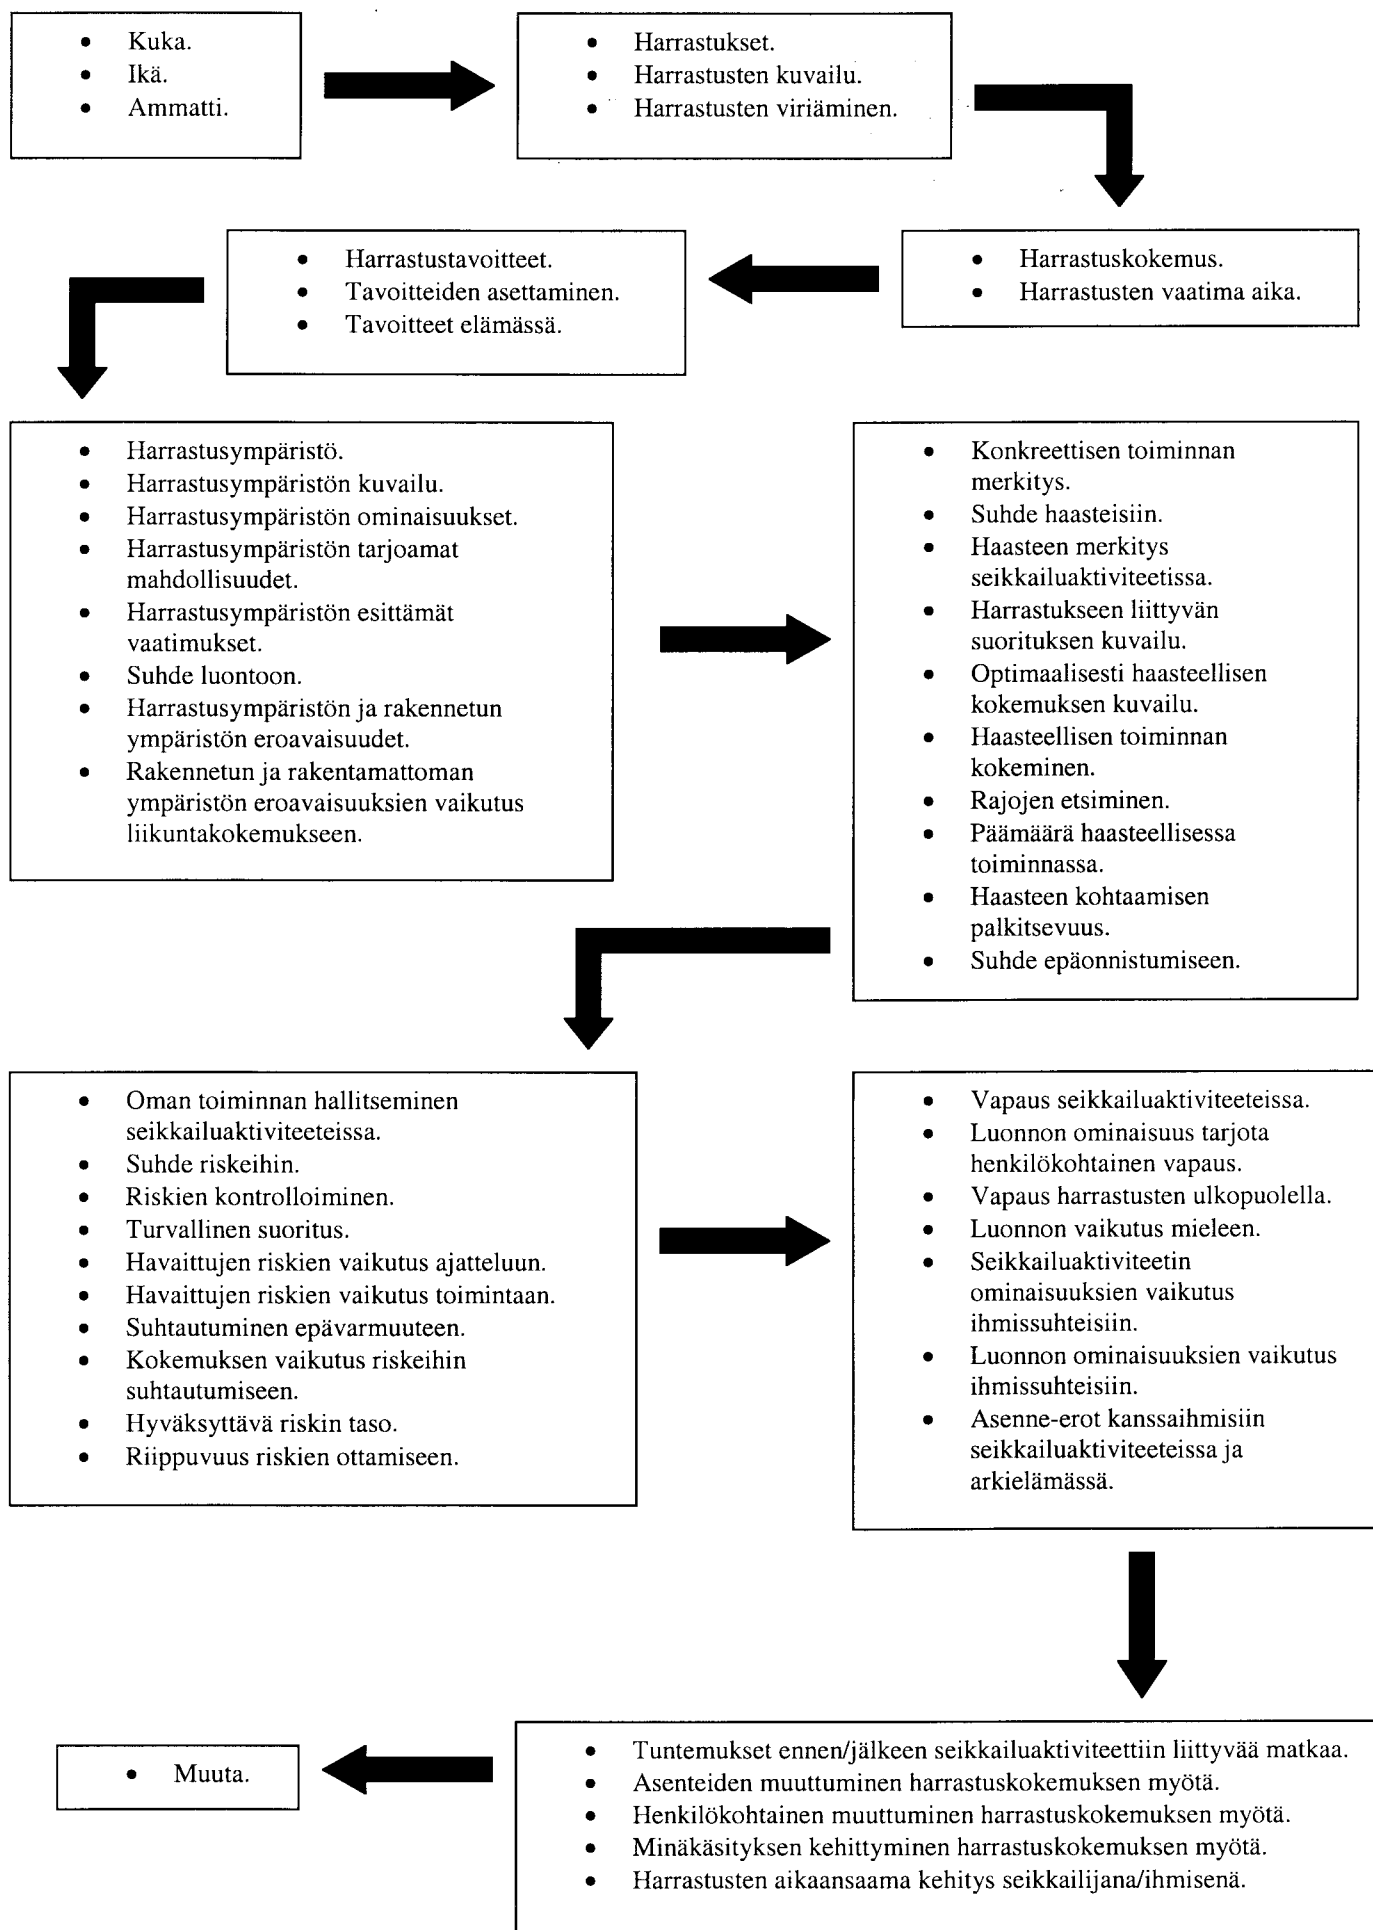 • Kuka.
• Ikä.
• Ammatti.
• Harrastukset.
• Harrastusten kuvailu.
• Harrastusten viriäminen.
• Harrastuskokemus.
• Harrastusten vaatima aika.
• Harrastustavoitteet.
• Tavoitteiden asettaminen.
• Tavoitteet elämässä.
• Harrastusympäristö.
• Harrastusympäristön kuvailu.
• Harrastusympäristön ominaisuukset.
• Harrastusympäristön tarjoamat
mahdollisuudet.
• Harrastusympäristön esittämät
vaatimukset.
• Suhde luontoon.
• Harrastusympäristön ja rakennetun
ympäristön eroavaisuudet.
• Rakennetun ja rakentamattoman
ympäristön eroavaisuuksien vaikutus
liikuntakokemukseen.
• Konkreettisen toiminnan
merkitys.
• Suhde haasteisiin.
• Haasteen merkitys
seikkailuaktiviteetissa.
• Harrastukseen liittyvän
suorituksen kuvailu.
• Optimaalisesti haasteellisen
kokemuksen kuvailu.
• Haasteellisen toiminnan
kokeminen.
• Rajojen etsiminen.
• Päämäärä haasteellisessa
toiminnassa.
• Haasteen kohtaamisen
palkitsevuus.
• Suhde epäonnistumiseen.
• Oman toiminnan hallitseminen
seikkailuaktiviteeteissa.
• Suhde riskeihin.
• Riskien kontrolloiminen.
• Turvallinen suoritus.
• Havaittujen riskien vaikutus ajatteluun.
• Havaittujen riskien vaikutus toimintaan.
• Suhtautuminen epävarmuuteen.
• Kokemuksen vaikutus riskeihin
suhtautumiseen.
• Hyväksyttävä riskin taso.
• Riippuvuus riskien ottamiseen.
• Vapaus seikkailuaktiviteeteissa.
• Luonnon ominaisuus tarjota
henkilökohtainen vapaus.
• Vapaus harrastusten ulkopuolella.
• Luonnon vaikutus mieleen.
• Seikkailuaktiviteetin
ominaisuuksien vaikutus
ihmissuhteisiin.
• Luonnon ominaisuuksien vaikutus
ihmissuhteisiin.
• Asenne-erot kanssaihmisiin
seikkailuaktiviteeteissa ja
arkielämässä.
• Tuntemukset ennen/jälkeen seikkailuaktiviteettiin liittyvää matkaa.
• Asenteiden muuttuminen harrastuskokemuksen myötä.
• Henkilökohtainen muuttuminen harrastuskokemuksen myötä.
• Minäkäsityksen kehittyminen harrastuskokemuksen myötä.
• Harrastusten aikaansaama kehitys seikkailijana/ihmisenä.
• Muuta.